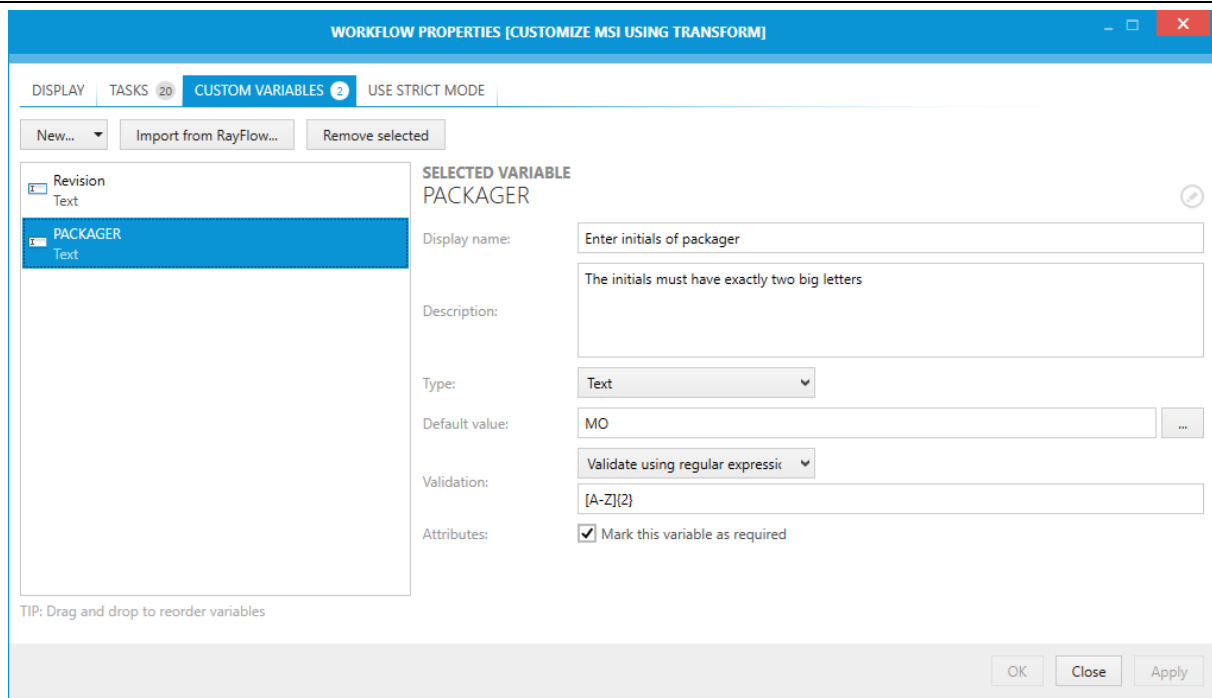 WORKFLOW PROPERTIES [CUSTOMIZE MSI USING TRANSFORM]
DISPLAY TASKS 20 CUSTOM VARIABLES 2 USE STRICT MODE
New... Import from RayFlow... Remove selected
Revision
Text
PACKAGER
Text
TIP: Drag and drop to reorder variables
SELECTED VARIABLE
PACKAGER
Display name: Enter initials of packager
Description: The initials must have exactly two big letters
Type: Text
Default value: MO ...
Validation: Validate using regular expressic
[A-Z]{2}
Attributes: Mark this variable as required
OK Close Apply